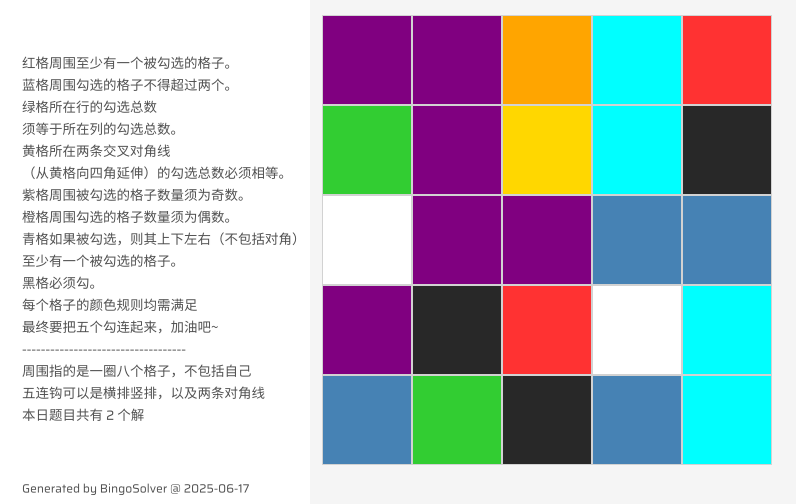 红格周围至少有一个被勾选的格子。
蓝格周围勾选的格子不得超过两个。
绿格所在行的勾选总数
须等于所在列的勾选总数。
黄格所在两条交叉对角线
（从黄格向四角延伸）的勾选总数必须相等。
紫格周围被勾选的格子数量须为奇数。
橙格周围勾选的格子数量须为偶数。
青格如果被勾选，则其上下左右（不包括对角）
至少有一个被勾选的格子。
黑格必须勾。
每个格子的颜色规则均需满足
最终要把五个勾连起来，加油吧~
----------------------------------
周围指的是一圈八个格子，不包括自己
五连钩可以是横排竖排，以及两条对角线
本日题目共有 2 个解
Generated by BingoSolver @ 2025-06-17